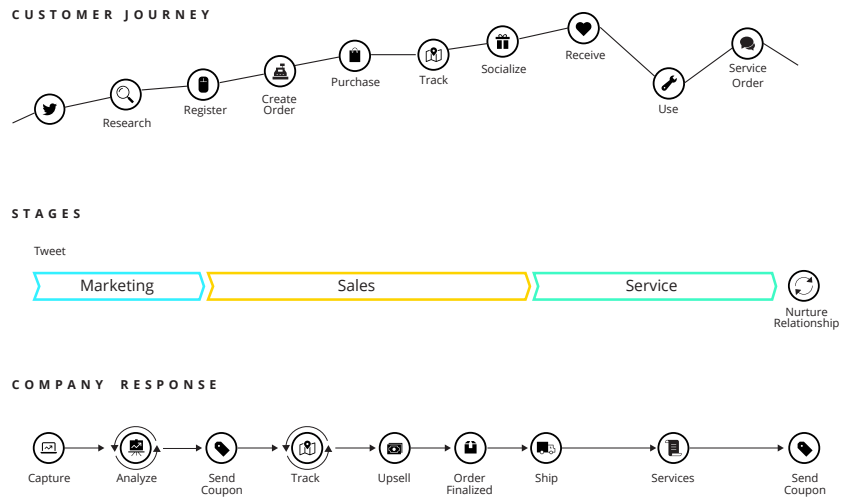 CUSTOMER JOURNEY
Research
Register
Create
Order
Purchase
Track
Socialize
Receive
Use
Service
Order
STAGES
Tweet
Marketing
Sales
Service
Nurture
Relationship
COMPANY RESPONSE
Capture
Analyze
Send
Coupon
Track
Upsell
Order
Finalized
Ship
Services
Send
Coupon